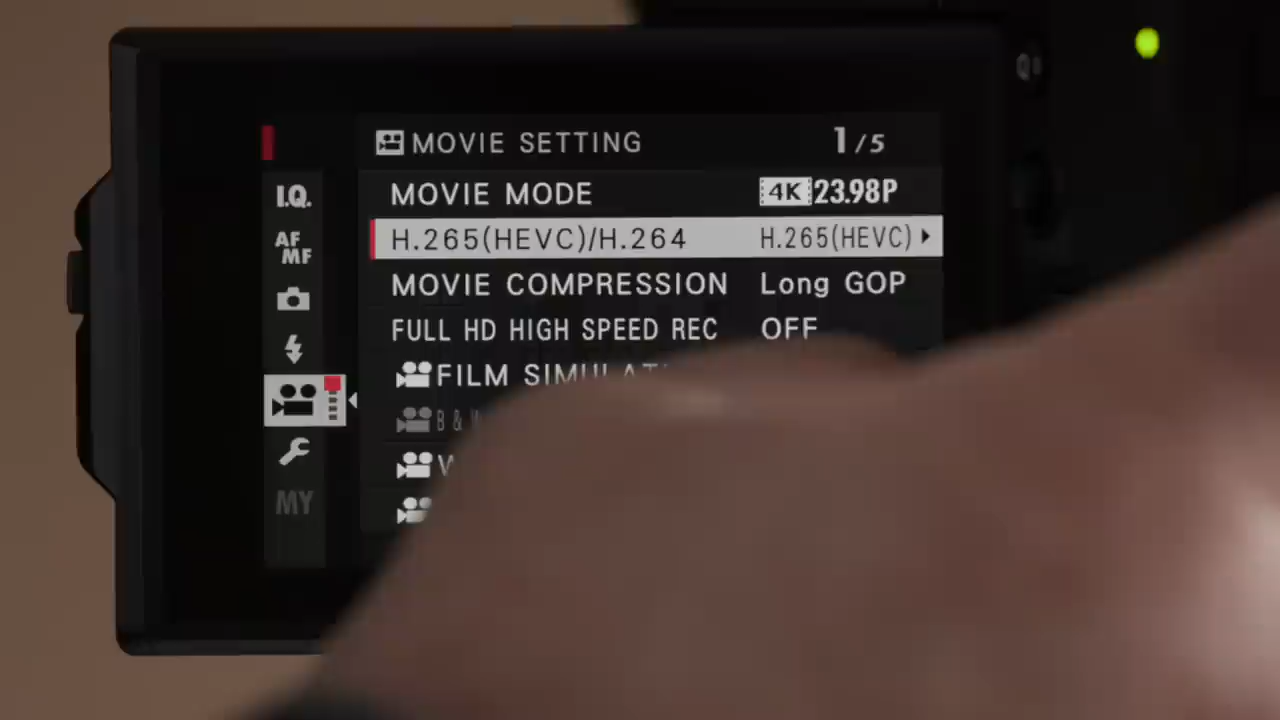 Q
MOVIE SETTING 1/5
I.Q.
MOVIE MODE 4K 23.98P
AF
MF
H.265(HEVC)/H.264 H.265(HEVC)
MOVIE COMPRESSION Long GOP
FULL HD HIGH SPEED REC OFF
FILM
B &
MY